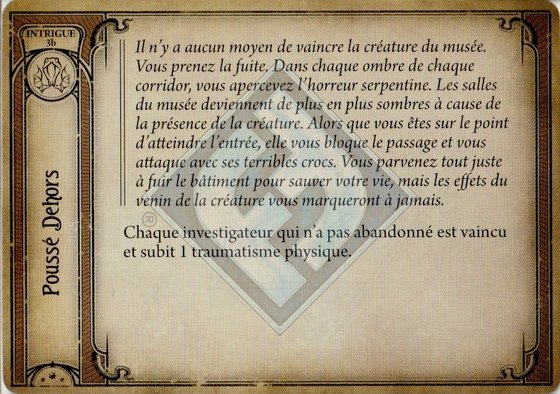 INTRIGUE
3b
Poussé Dehors
Il n'y a aucun moyen de vaincre la créature du musée.
Vous prenez la fuite. Dans chaque ombre de chaque
corridor, vous apercevez l'horreur serpentine. Les salles
du musée deviennent de plus en plus sombres à cause de
la présence de la créature. Alors que vous êtes sur le point
d'atteindre l'entrée, elle vous bloque le passage et vous
attaque avec ses terribles crocs. Vous parvenez tout juste
à fuir le bâtiment pour sauver votre vie, mais les effets du
venin de la créature vous marqueront à jamais.
Chaque investigateur qui n'a pas abandonné est vaincu
et subit 1 traumatisme physique.
®